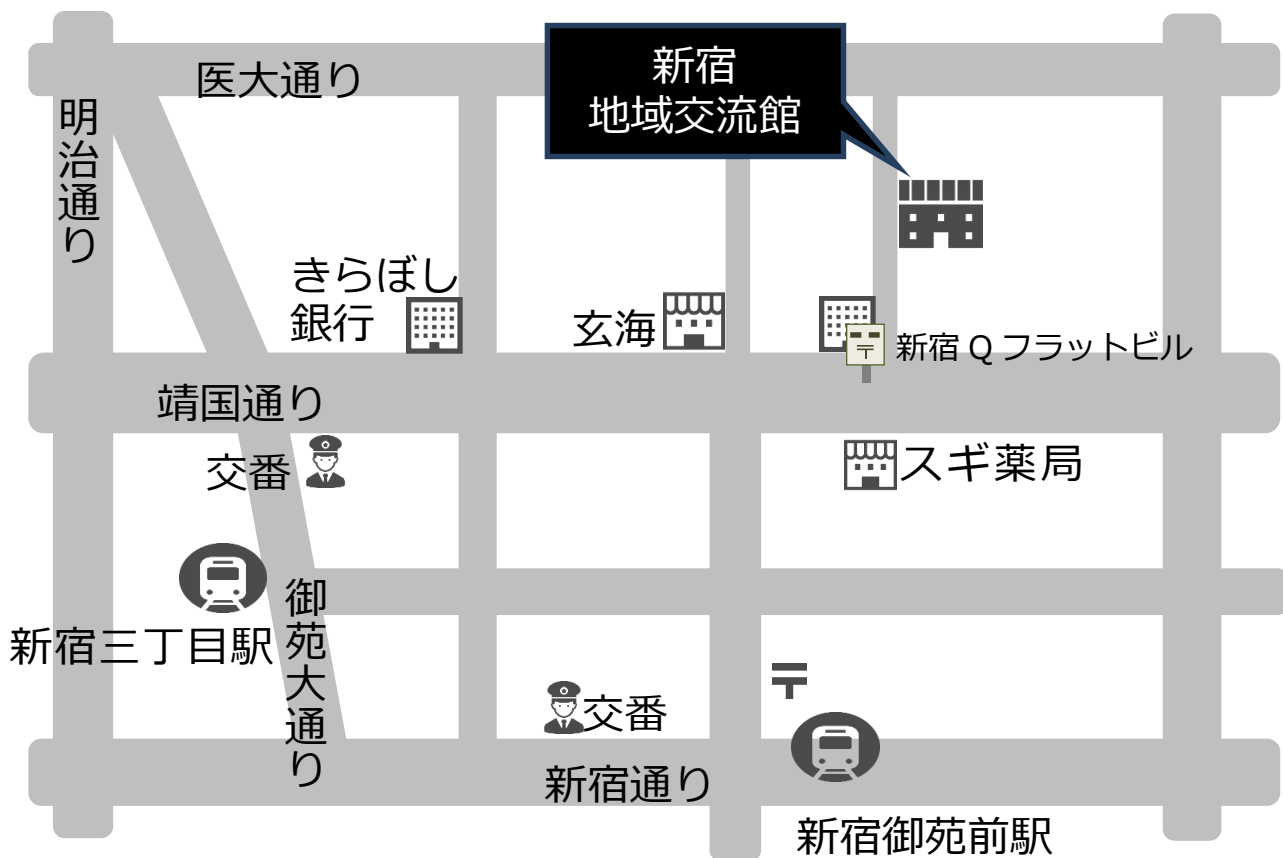 医大通り
新宿
地域交流館
明治通り
きらぼし
銀行
玄海
〒
新宿Qフラットビル
靖国通り
交番
スギ薬局
新宿三丁目駅
御苑大通り
〒
交番
新宿通り
新宿御苑前駅